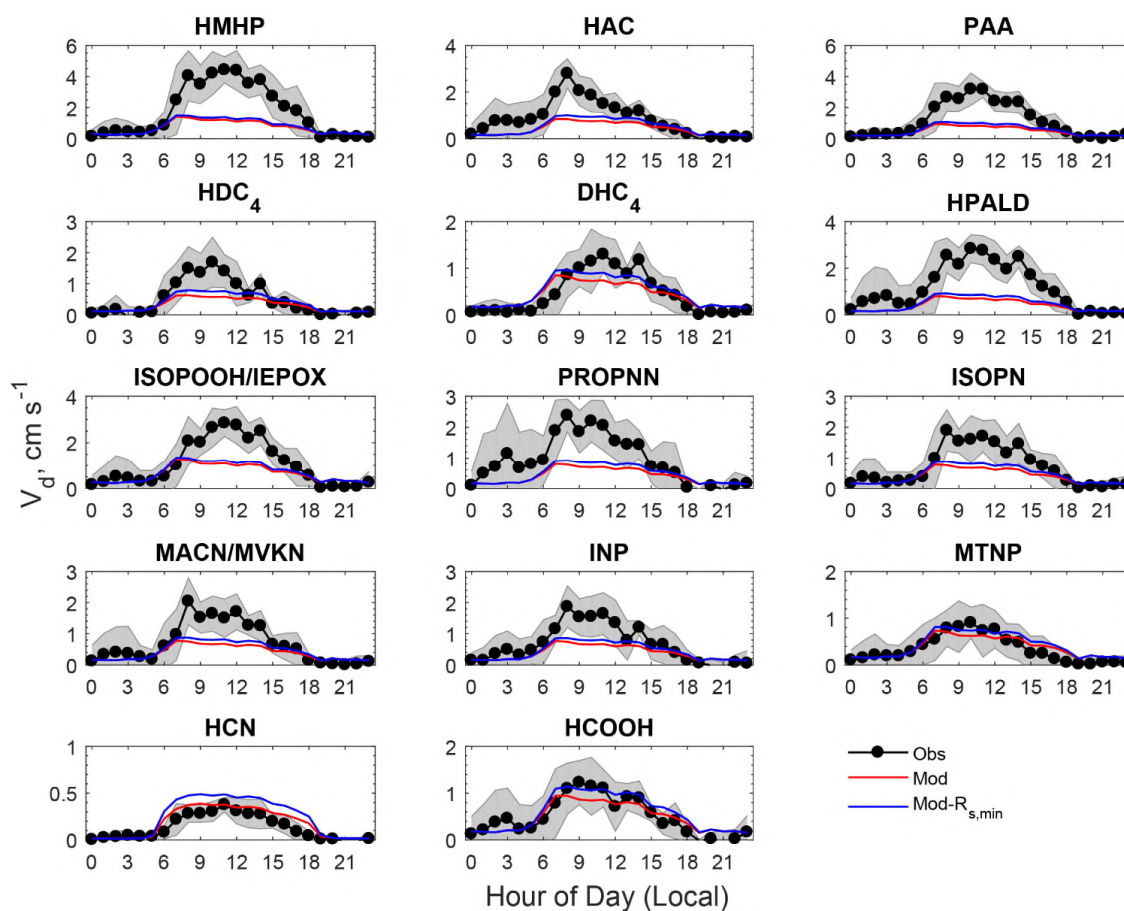 HMHP HAC PAA
6 4 2 0
4 2 0
6 4 2 0
0 3 6 9 12 15 18 21
0 3 6 9 12 15 18 21
0 3 6 9 12 15 18 21
HDC4 DHC4 HPALD
3 2 1 0
2 1 0
4 2 0
0 3 6 9 12 15 18 21
0 3 6 9 12 15 18 21
0 3 6 9 12 15 18 21
ISOPOOH/IEPOX PROPNN ISOPN
4 2 0
3 2 1 0
3 2 1 0
0 3 6 9 12 15 18 21
0 3 6 9 12 15 18 21
0 3 6 9 12 15 18 21
Vd, cm s-1
MACN/MVKN INP MTNP
3 2 1 0
3 2 1 0
2 1 0
0 3 6 9 12 15 18 21
0 3 6 9 12 15 18 21
0 3 6 9 12 15 18 21
HCN HCOOH
1 0.5 0
2 1 0
0 3 6 9 12 15 18 21
0 3 6 9 12 15 18 21
Obs
Mod
Mod-Rs,min
Hour of Day (Local)